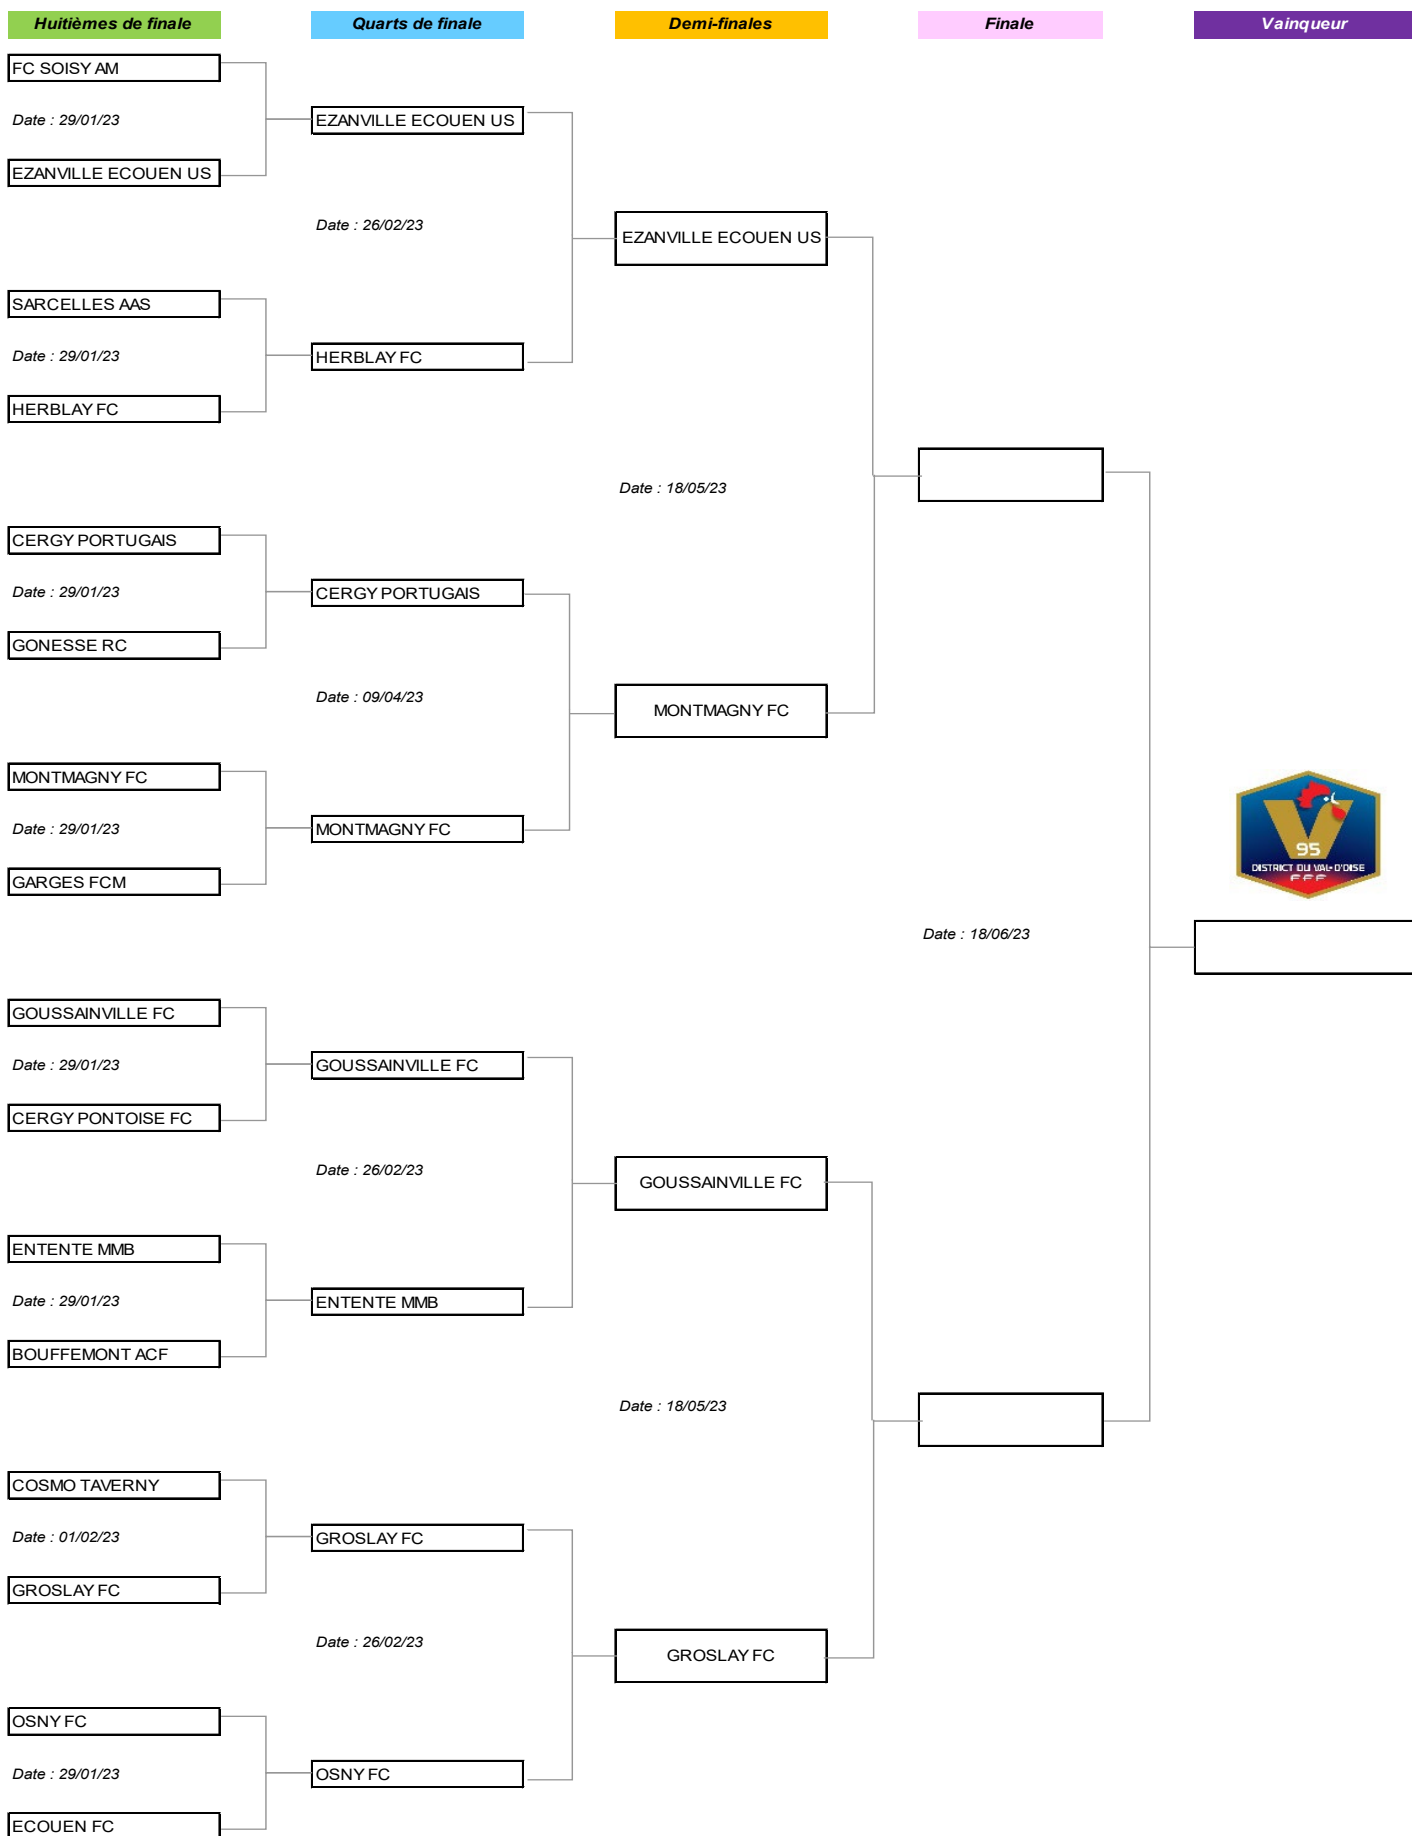 Huitièmes de finale
Quarts de finale
Demi-finales
Finale
Vainqueur
FC SOISY AM
Date : 29/01/23
EZANVILLE ECOUEN US
EZANVILLE ECOUEN US
Date : 26/02/23
EZANVILLE ECOUEN US
SARCELLES AAS
Date : 29/01/23
HERBLAY FC
HERBLAY FC
Date : 18/05/23
CERGY PORTUGAIS
Date : 29/01/23
CERGY PORTUGAIS
GONESSE RC
Date : 09/04/23
MONTMAGNY FC
MONTMAGNY FC
Date : 29/01/23
MONTMAGNY FC
GARGES FCM
95
DISTRICT DU VAL-D'OISE
FFF
Date : 18/06/23
GOUSSAINVILLE FC
Date : 29/01/23
GOUSSAINVILLE FC
CERGY PONTOISE FC
Date : 26/02/23
GOUSSAINVILLE FC
ENTENTE MMB
Date : 29/01/23
ENTENTE MMB
BOUFFEMONT ACF
Date : 18/05/23
COSMO TAVERNY
Date : 01/02/23
GROSLAY FC
GROSLAY FC
Date : 26/02/23
GROSLAY FC
OSNY FC
Date : 29/01/23
OSNY FC
ECOUEN FC